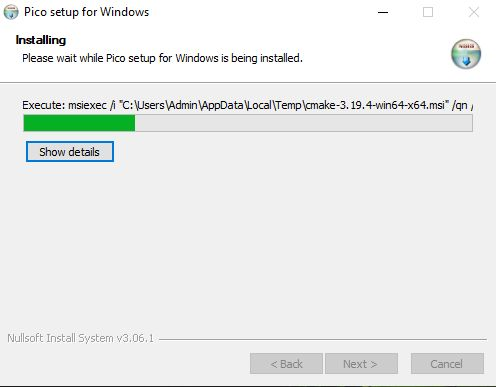 Pico setup for Windows
Installing
Please wait while Pico setup for Windows is being installed.
Execute: msiexec /i "C:\Users\Admin\AppData\Local\Temp\cmake-3.19.4-win64-x64.msi" /qn /
Show details
Nullsoft Install System v3.06.1
< Back Next > Cancel